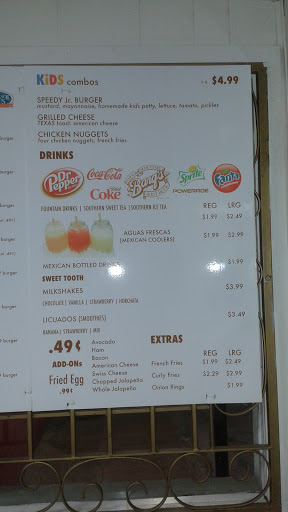 KiDS combos $4.99
SPEEDY Jr. BURGER
mustard, mayonnaise, homemade kids patty, lettuce, tomato, pickles
GRILLED CHEESE
TEXAS toast, american cheese
CHICKEN NUGGETS
four chicken nuggets, french fries
DRINKS
Dr Pepper
Coca-Cola
Diet Coke
Barq's
Sprite
POWERADE
Fanta
FOUNTAIN DRINKS | SOUTHERN SWEET TEA | SOUTHERN ICE TEA
REG LRG
$1.99 $2.49
AGUAS FRESCAS $1.99 $2.99
(MEXICAN COOLERS)
MEXICAN BOTTLED DRINKS $1.99
SWEET TOOTH
MILKSHAKES $3.99
CHOCOLATE| VANILLA | STRAWBERRY | HORCHATA
LICUADOS (SMOOTHIES) $3.49
BANANA| STRAWBERRY | MIX
.49¢
ADD-ONs
Fried Egg
.99¢
Avocado
Ham
Bacon
American Cheese
Swiss Cheese
Chopped Jalapeño
Whole Jalapeño
EXTRAS
REG LRG
French Fries $1.99 $2.49
Curly Fries $2.29 $2.99
Onion Rings $1.99